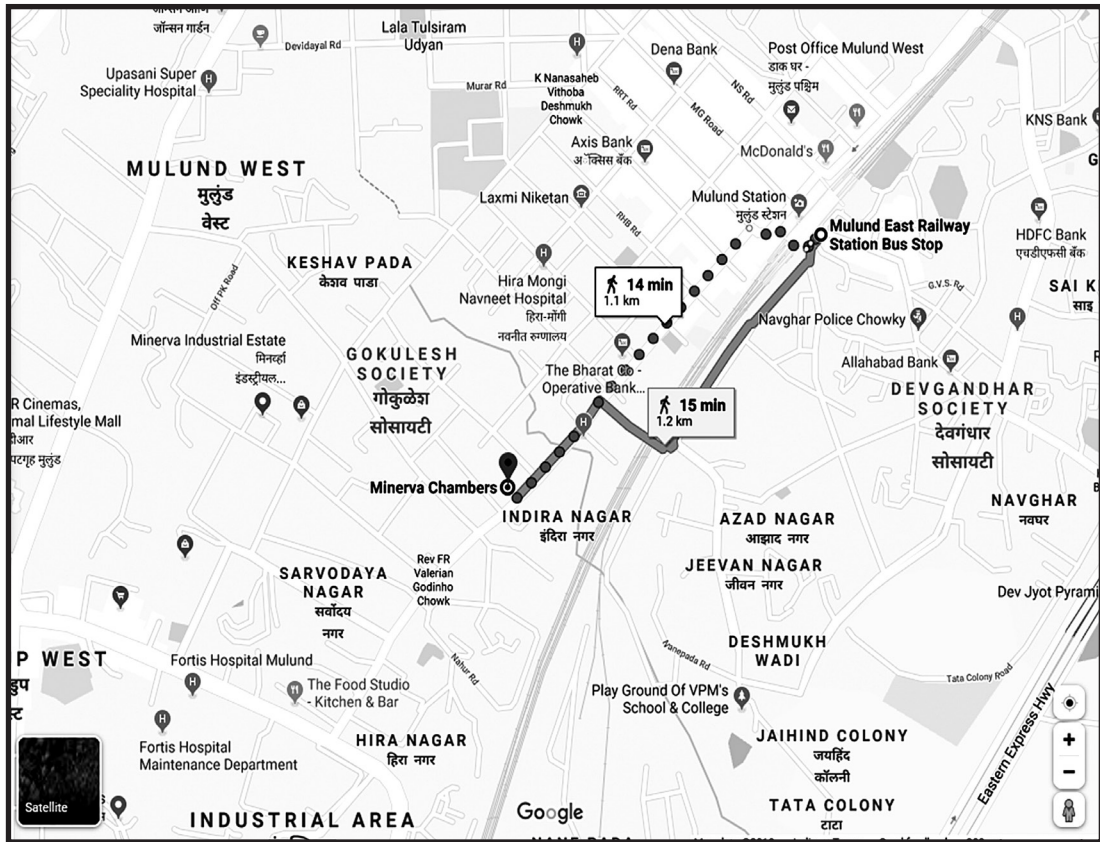 जॉन्सन गार्डन
Devidayal Rd
Lala Tulsiram
Udyan
Dena Bank
Post Office Mulund West
डाक घर -
मुलुंड पश्चिम
Upasani Super
Speciality Hospital
Murar Rd
K Nanasaheb
Vithoba
Deshmukh
Chowk
RRT Rd
MG Road
NS Rd
KNS Bank
Axis Bank
अॅक्सिस बँक
McDonald's
MULUND WEST
मुलुंड
वेस्ट
Laxmi Niketan
RHB Rd
Mulund Station
मुलुंड स्टेशन
Mulund East Railway
Station Bus Stop
HDFC Bank
एचडीएफसी बँक
KESHAV PADA
केशव पाडा
Off PK Road
Hira Mongi
Navneet Hospital
हिरा-मोंगी
नवनीत रुग्णालय
14 min
1.1 km
G.V.S. Rd
SAI K
साइ
Navghar Police Chowky
Minerva Industrial Estate
मिनर्व्हा
इंडस्ट्रीयल...
GOKULESH
SOCIETY
गोकुळेश
सोसायटी
The Bharat Co -
Operative Bank...
Allahabad Bank
DEVGANDHAR
SOCIETY
देवगंधार
सोसायटी
15 min
1.2 km
R Cinemas,
mal Lifestyle Mall
डीआर
पटगृह मुलुंड
Minerva Chambers
INDIRA NAGAR
इंदिरा नगर
AZAD NAGAR
आझाद नगर
NAVGHAR
नवघर
JEEVAN NAGAR
जीवन नगर
Rev FR
Valerian
Godinho
Chowk
SARVODAYA
NAGAR
सर्वोदय
नगर
Dev Jyot Pyrami
DESHMUKH
WADI
P WEST
डुप
स्ट
Fortis Hospital Mulund
Nahur Rd
Nanepada Rd
Tata Colony Road
The Food Studio
- Kitchen & Bar
Play Ground Of VPM's
School & College
Eastern Express Hwy
HIRA NAGAR
हिरा नगर
Fortis Hospital
Maintenance Department
JAIHIND COLONY
जयहिंद
कॉलनी
Satellite
Google
INDUSTRIAL AREA
TATA COLONY
टाटा